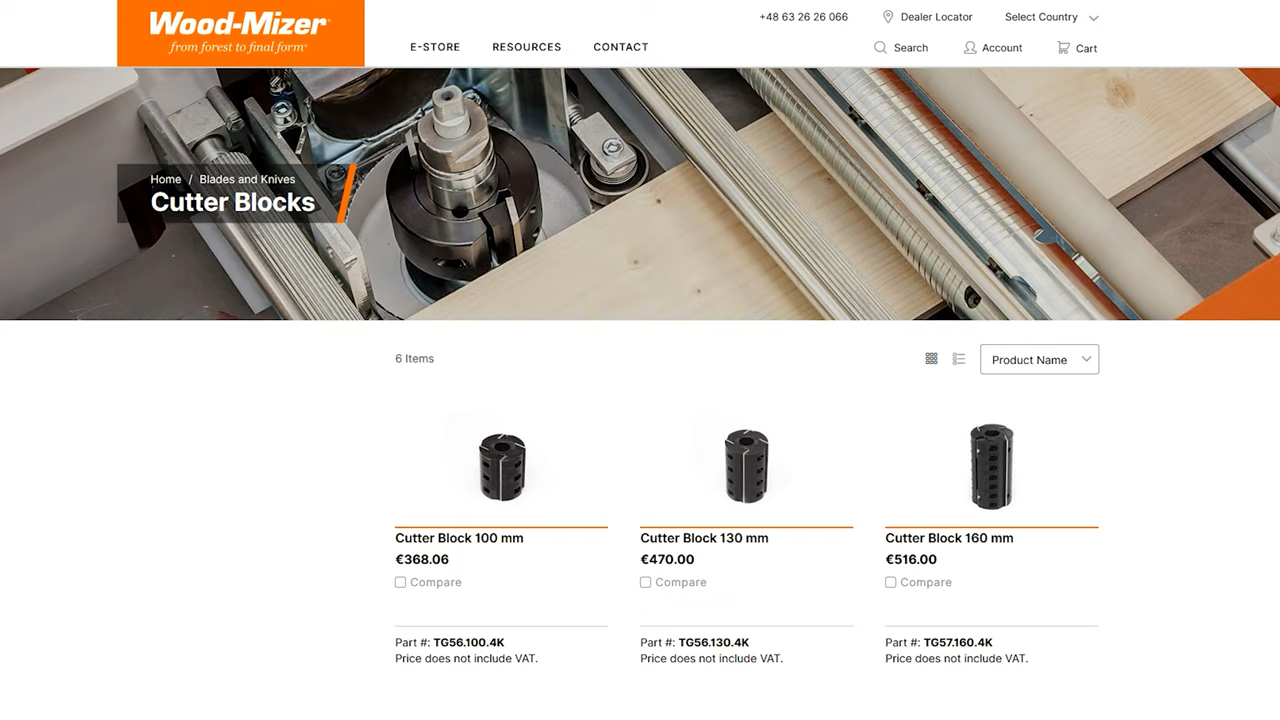 Wood-Mizer®
from forest to final form®
+48 63 26 26 066
Dealer Locator
Select Country
E-STORE
RESOURCES
CONTACT
Search
Account
Cart
Home / Blades and Knives
Cutter Blocks
6 Items
Product Name
Cutter Block 100 mm
€368.06
Compare
Part #: TG56.100.4K
Price does not include VAT.
Cutter Block 130 mm
€470.00
Compare
Part #: TG56.130.4K
Price does not include VAT.
Cutter Block 160 mm
€516.00
Compare
Part #: TG57.160.4K
Price does not include VAT.